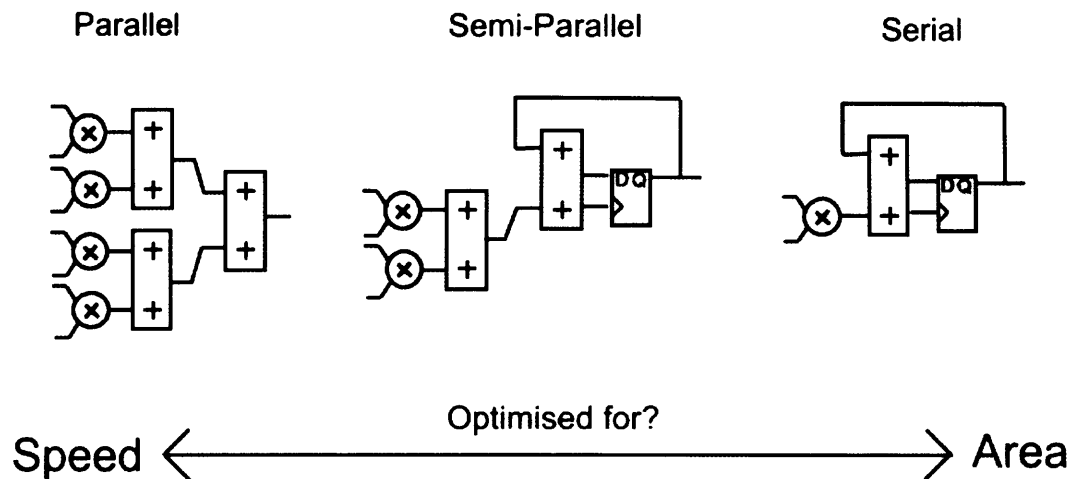 Parallel
Semi-Parallel
Serial
× + 
× +
+
+
× +
× +
+
× +
× +
+
D Q
+
× +
D Q
Optimised for?
Speed
Area